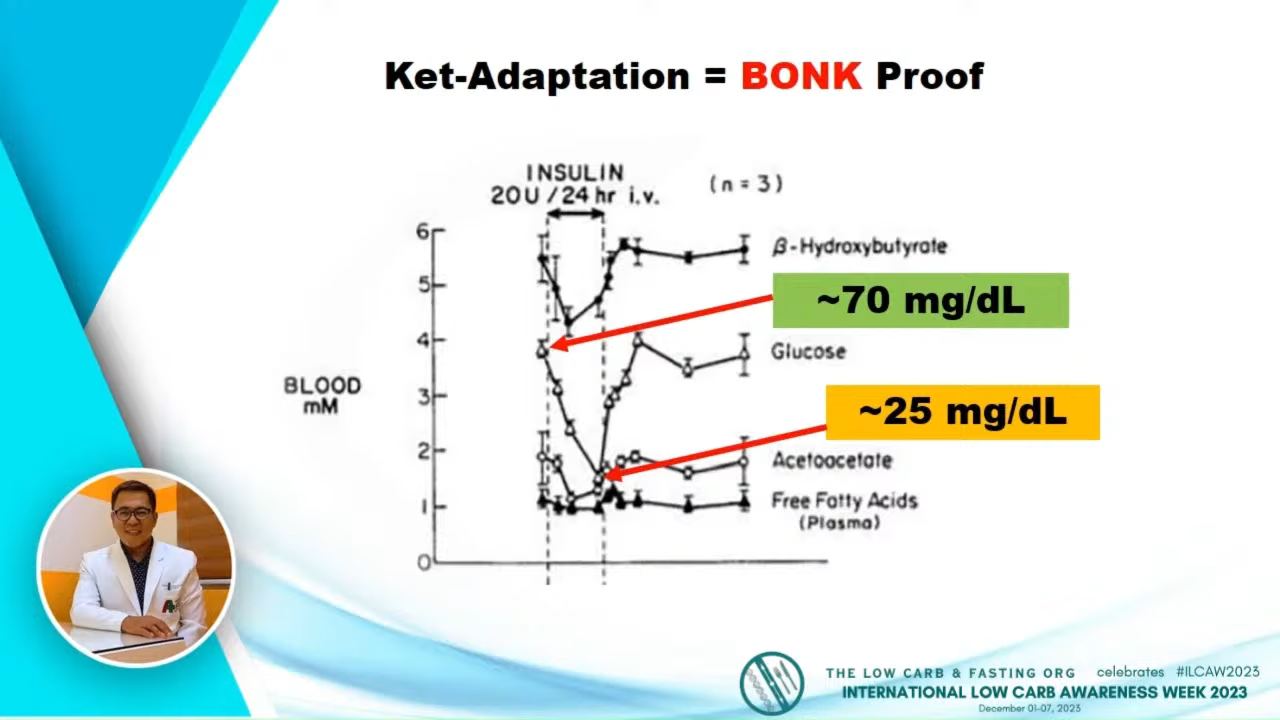 Ket-Adaptation = BONK Proof
INSULIN
20U/24 hr i.v.
(n = 3)
6
β-Hydroxybutyrate
5
~70 mg/dL
4
Glucose
BLOOD
mM
3
~25 mg/dL
2
Acetoacetate
1
Free Fatty Acids
(Plasma)
0
THE LOW CARB & FASTING ORG celebrates #ILCAW2023
INTERNATIONAL LOW CARB AWARENESS WEEK 2023
December 01-07, 2023